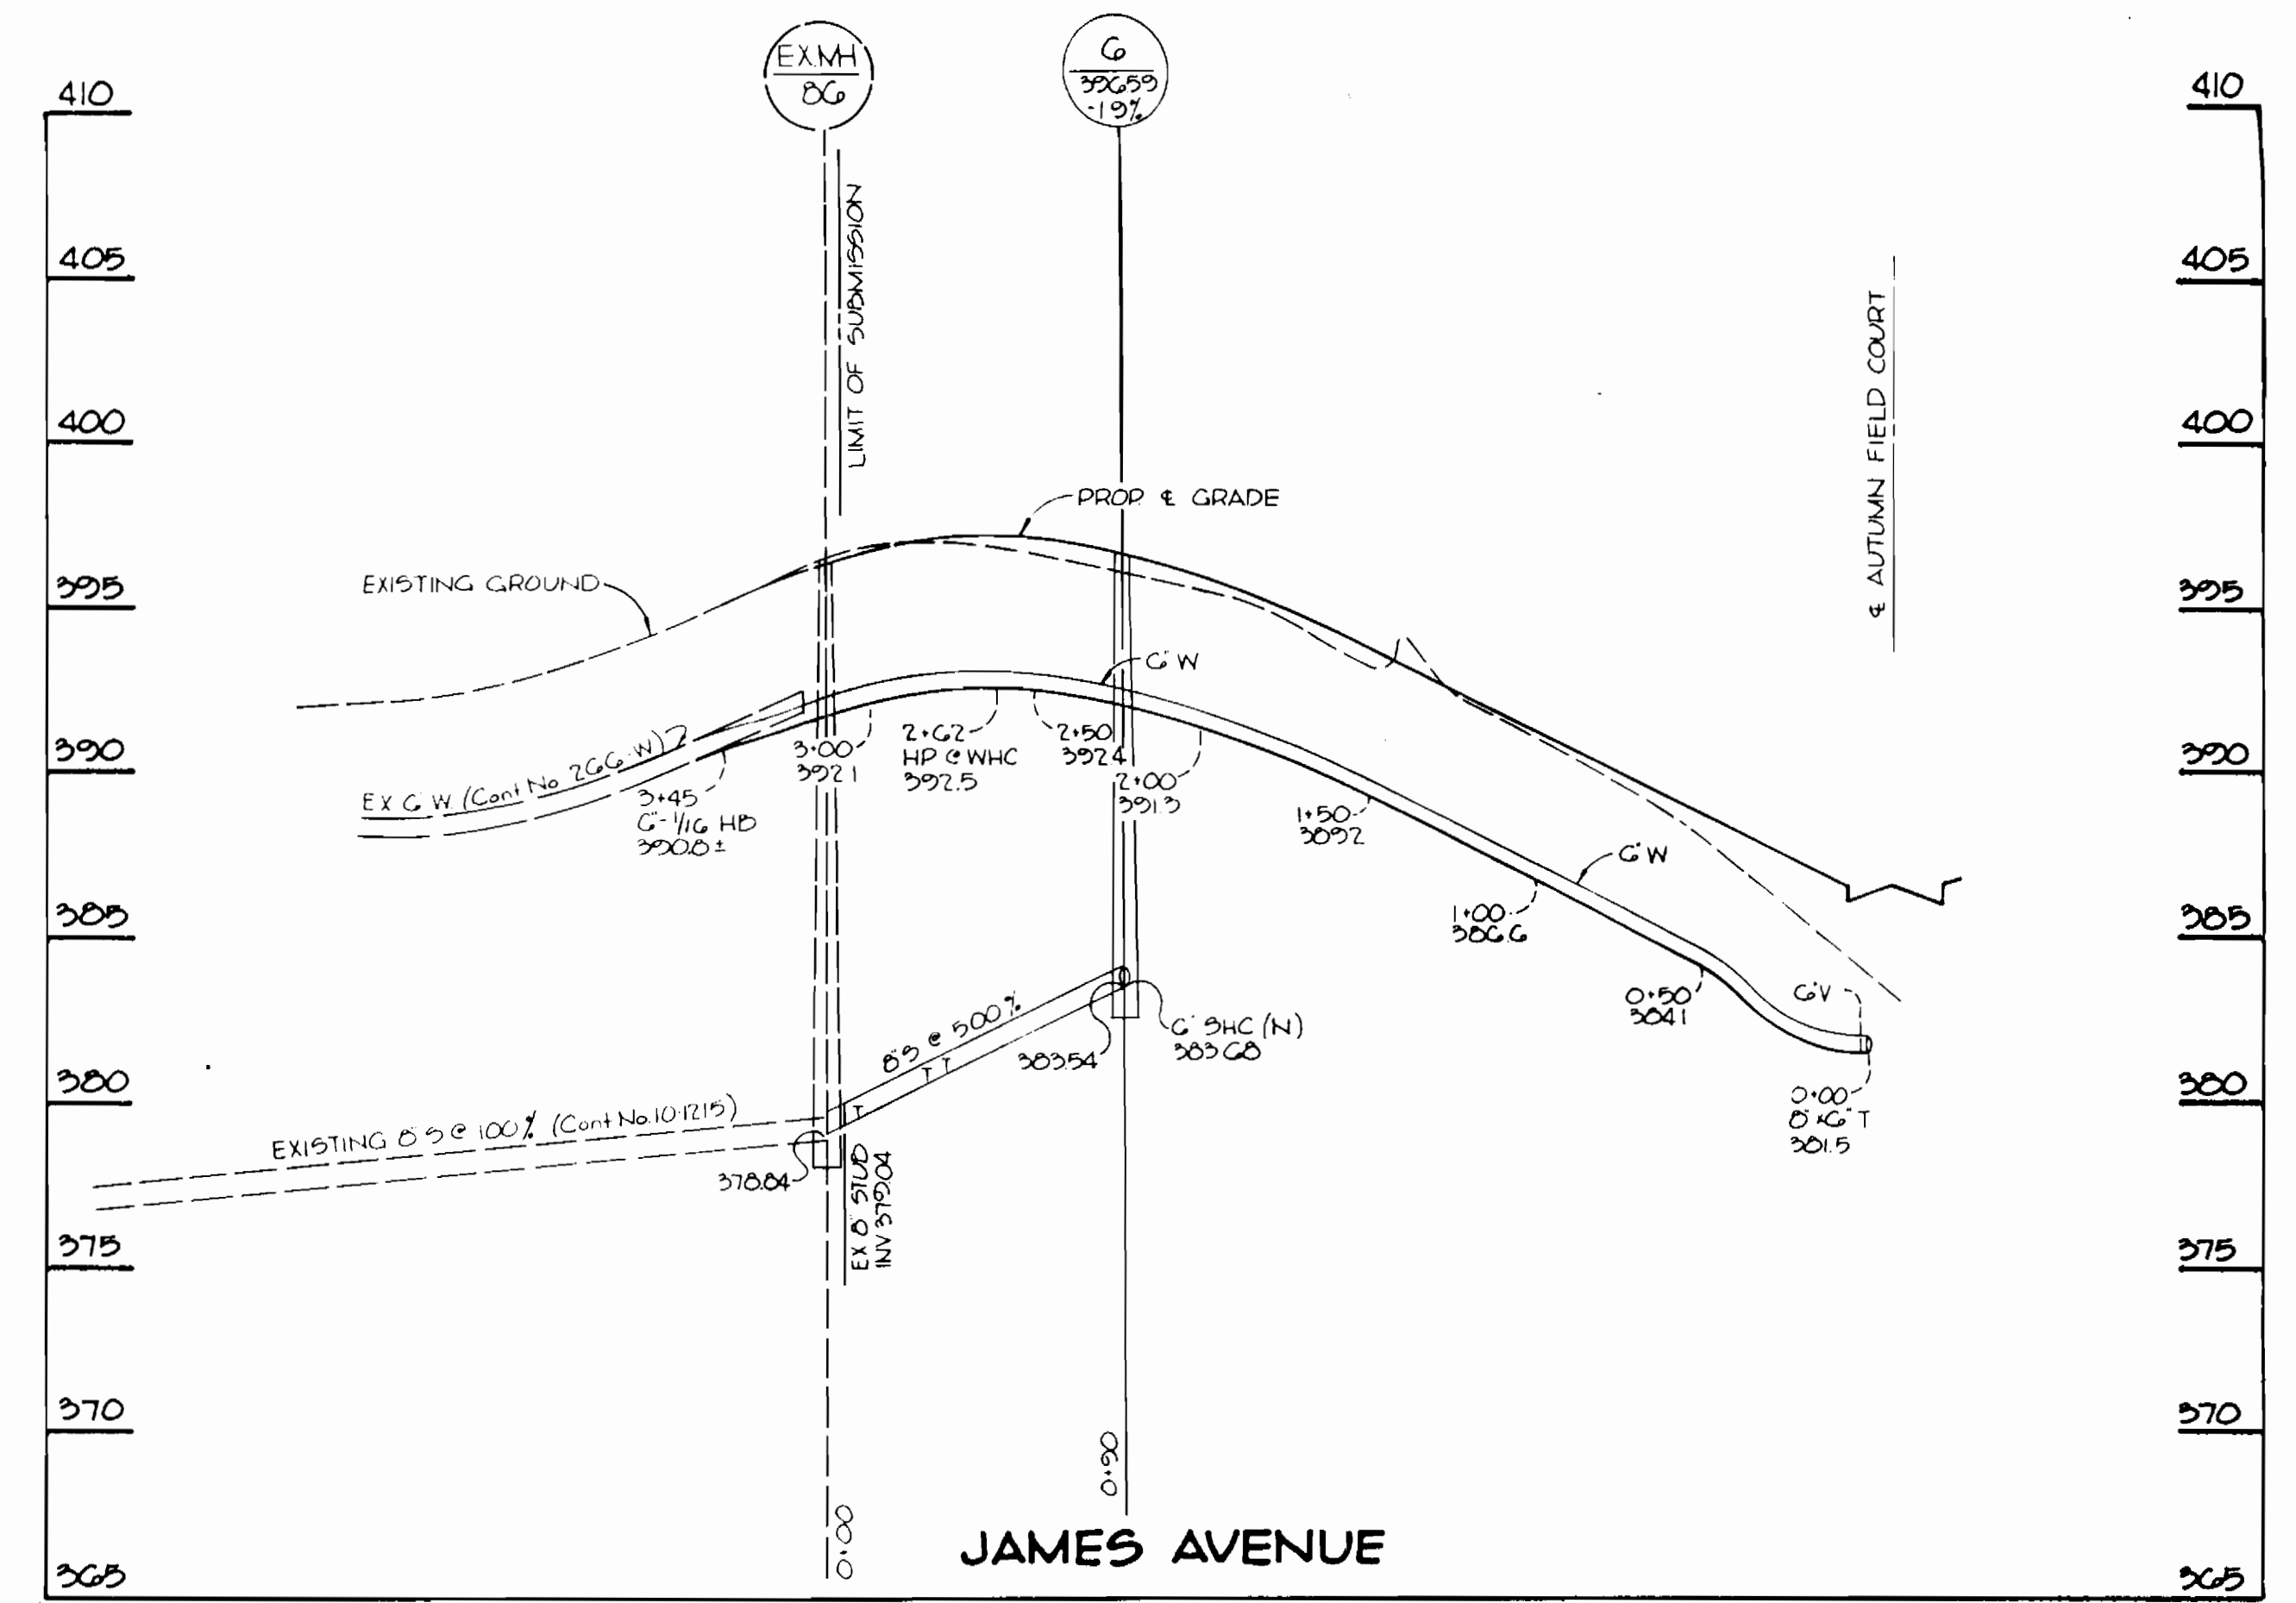 EX.MH
86
6
396.59
-19%
410
410
LIMIT OF SUBMISSION
405
405
₵ AUTUMN FIELD COURT
400
400
PROP. ₵ GRADE
EXISTING GROUND
395
395
6" W
EX 6" W. (Cont No. 266-W)
390
390
3+45
6"-1/16 HB
390.8 ±
3+00
392.1
2+62
HP @ WHC
392.5
2+50
392.4
2+00
391.3
1+50
389.2
6" W
385
385
1+00
386.6
0+50
384.1
6" V
8" S @ 5.00%
383.54
6" SHC (N)
383.68
380
380
0+00
8" x 6" T
381.5
EXISTING 8" S @ 1.00% (Cont No. 10-1215)
T
T T
378.84
EX 8" STUB
INV 379.04
375
375
370
370
0+90
0+00
JAMES AVENUE
365
365